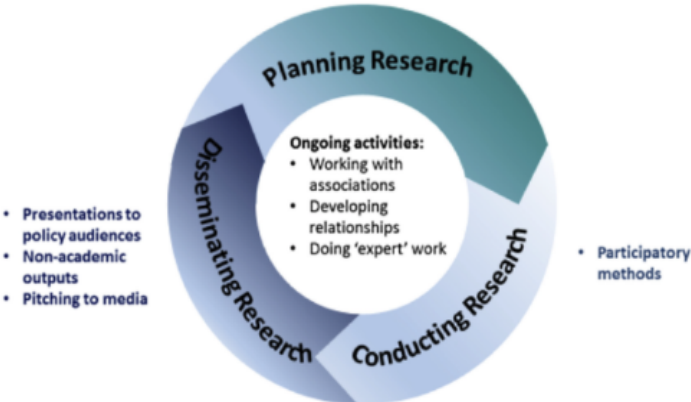 Planning Research
Ongoing activities:
• Working with
associations
• Developing
relationships
• Doing ‘expert’ work
Disseminating Research
Conducting Research
• Presentations to
policy audiences
• Non-academic
outputs
• Pitching to media
• Participatory
methods